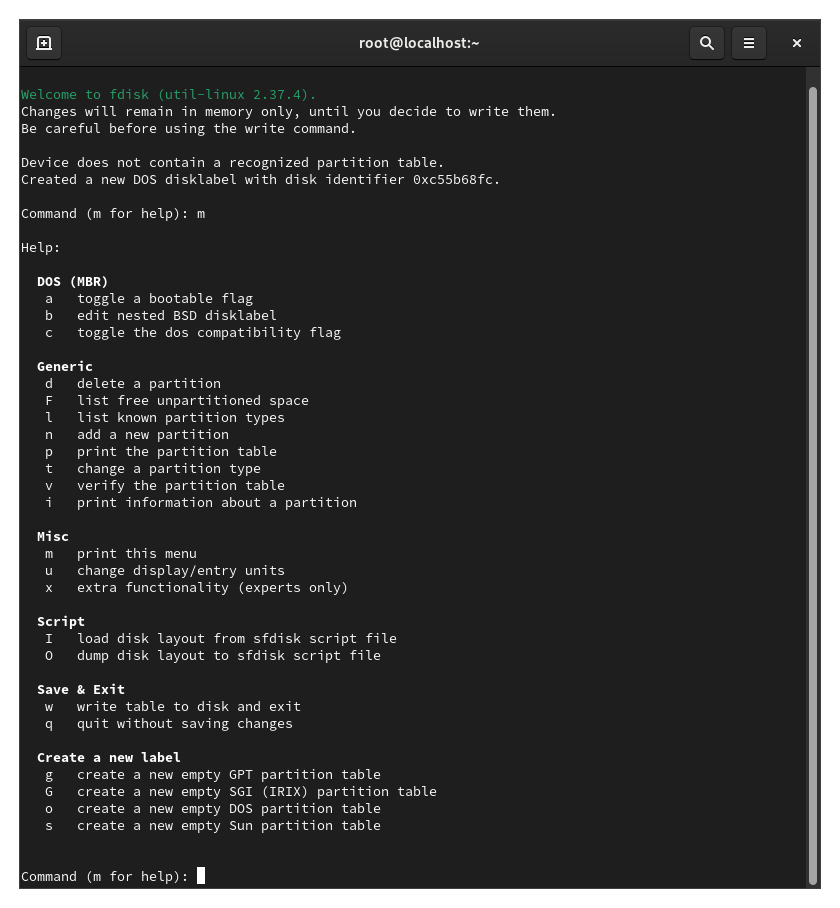 root@localhost:~
Welcome to fdisk (util-linux 2.37.4).
Changes will remain in memory only, until you decide to write them.
Be careful before using the write command.
Device does not contain a recognized partition table.
Created a new DOS disklabel with disk identifier 0xc55b68fc.
Command (m for help): m
Help:
DOS (MBR)
a   toggle a bootable flag
b   edit nested BSD disklabel
c   toggle the dos compatibility flag
Generic
d   delete a partition
F   list free unpartitioned space
l   list known partition types
n   add a new partition
p   print the partition table
t   change a partition type
v   verify the partition table
i   print information about a partition
Misc
m   print this menu
u   change display/entry units
x   extra functionality (experts only)
Script
I   load disk layout from sfdisk script file
O   dump disk layout to sfdisk script file
Save & Exit
w   write table to disk and exit
q   quit without saving changes
Create a new label
g   create a new empty GPT partition table
G   create a new empty SGI (IRIX) partition table
o   create a new empty DOS partition table
s   create a new empty Sun partition table
Command (m for help):